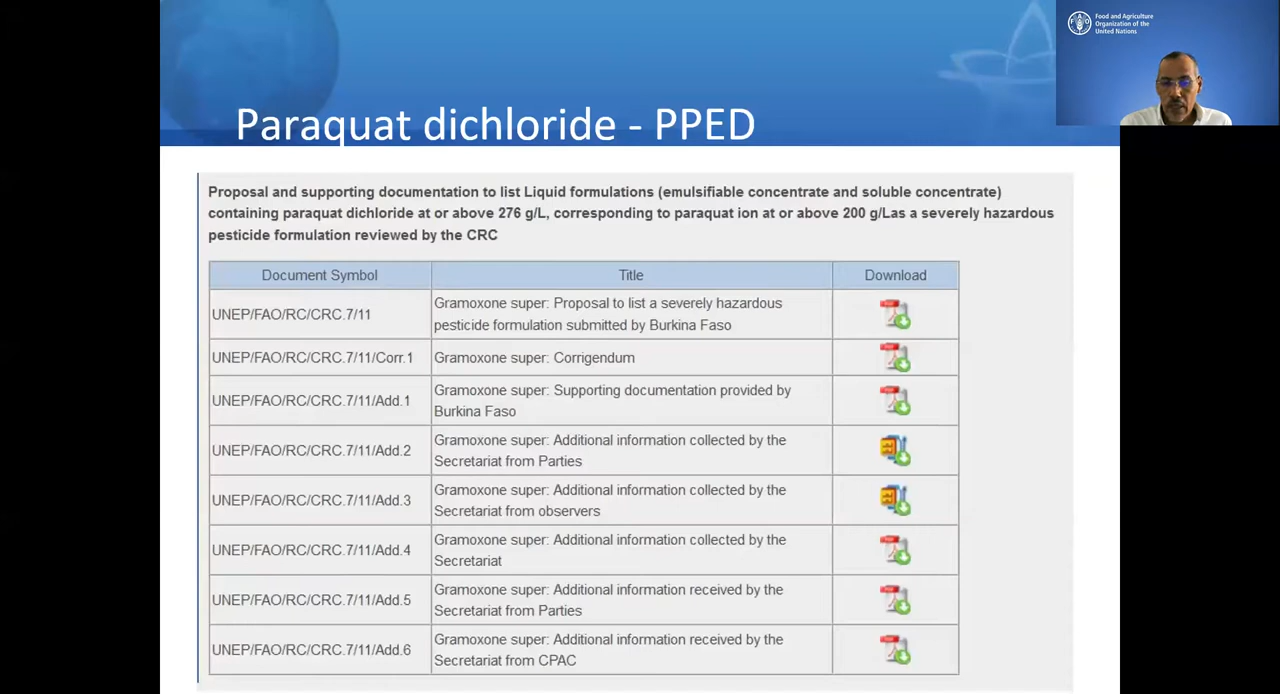 Food and Agriculture
Organization of the
United Nations
Paraquat dichloride - PPED
Proposal and supporting documentation to list Liquid formulations (emulsifiable concentrate and soluble concentrate)
containing paraquat dichloride at or above 276 g/L, corresponding to paraquat ion at or above 200 g/Las a severely hazardous
pesticide formulation reviewed by the CRC
Document Symbol Title Download
UNEP/FAO/RC/CRC.7/11 Gramoxone super: Proposal to list a severely hazardous
pesticide formulation submitted by Burkina Faso
UNEP/FAO/RC/CRC.7/11/Corr.1 Gramoxone super: Corrigendum
UNEP/FAO/RC/CRC.7/11/Add.1 Gramoxone super: Supporting documentation provided by
Burkina Faso
UNEP/FAO/RC/CRC.7/11/Add.2 Gramoxone super: Additional information collected by the
Secretariat from Parties
UNEP/FAO/RC/CRC.7/11/Add.3 Gramoxone super: Additional information collected by the
Secretariat from observers
UNEP/FAO/RC/CRC.7/11/Add.4 Gramoxone super: Additional information collected by the
Secretariat
UNEP/FAO/RC/CRC.7/11/Add.5 Gramoxone super: Additional information received by the
Secretariat from Parties
UNEP/FAO/RC/CRC.7/11/Add.6 Gramoxone super: Additional information received by the
Secretariat from CPAC